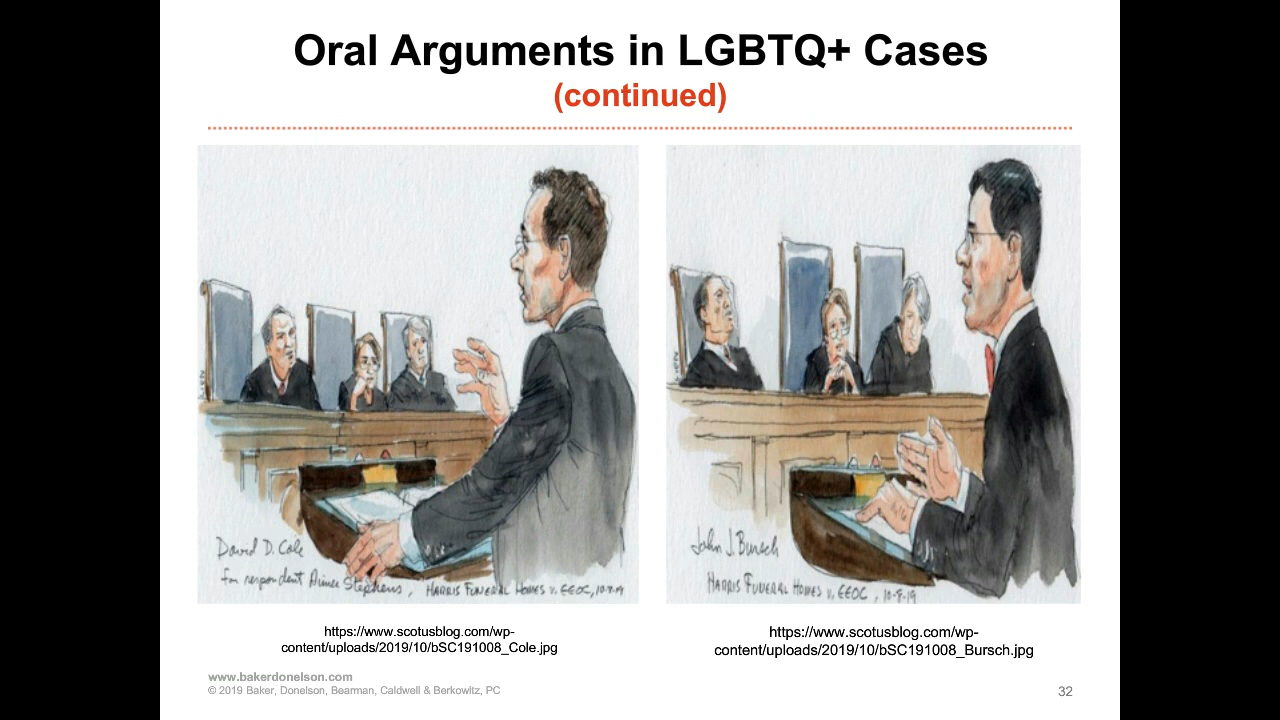 Oral Arguments in LGBTQ+ Cases
(continued)
David D. Cole
for respondent Aimee Stephens, HARRIS FUNERAL HOMES v. EEOC, 10-8-19
John J. Bursch
HARRIS FUNERAL HOMES v. EEOC, 10-8-19
https://www.scotusblog.com/wp-
content/uploads/2019/10/bSC191008_Cole.jpg
https://www.scotusblog.com/wp-
content/uploads/2019/10/bSC191008_Bursch.jpg
www.bakerdonelson.com
© 2019 Baker, Donelson, Bearman, Caldwell & Berkowitz, PC
32